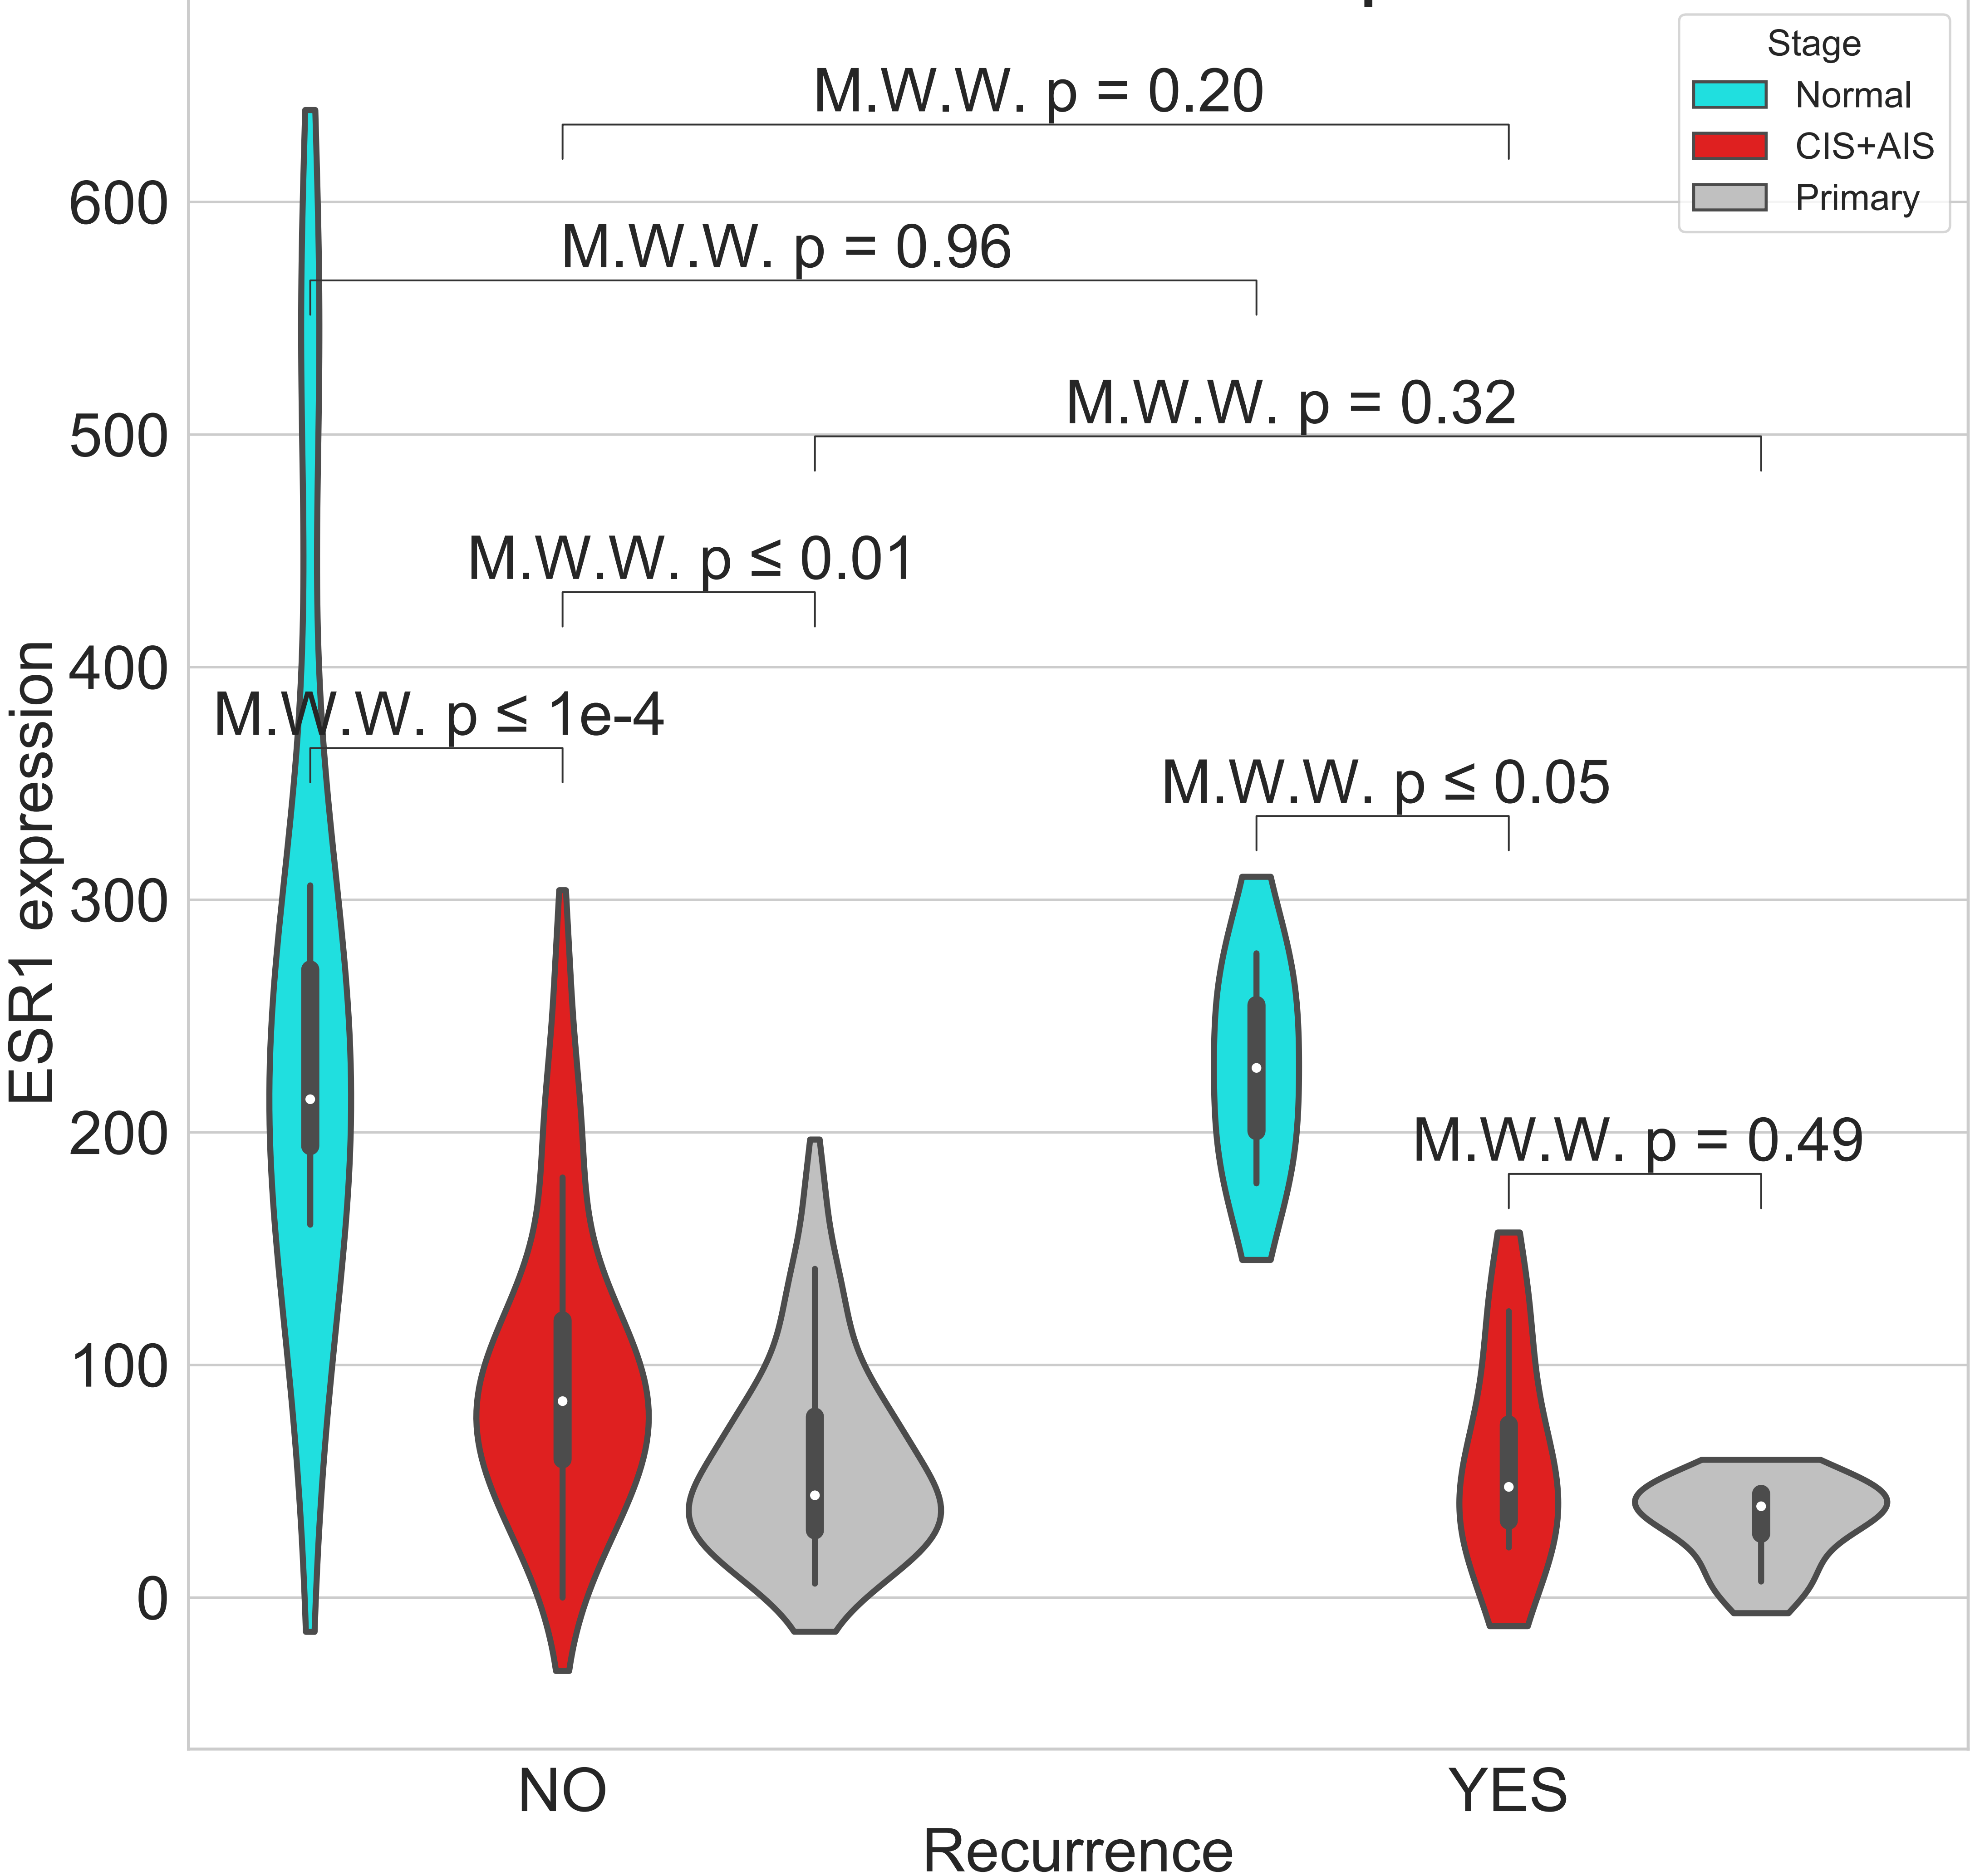 Stage
Normal
CIS+AIS
Primary
M.W.W. p = 0.20
600
M.W.W. p = 0.96
M.W.W. p = 0.32
500
M.W.W. p ≤ 0.01
400
M.W.W. p ≤ 1e-4
M.W.W. p ≤ 0.05
300
ESR1 expression
200
M.W.W. p = 0.49
100
0
NO
YES
Recurrence